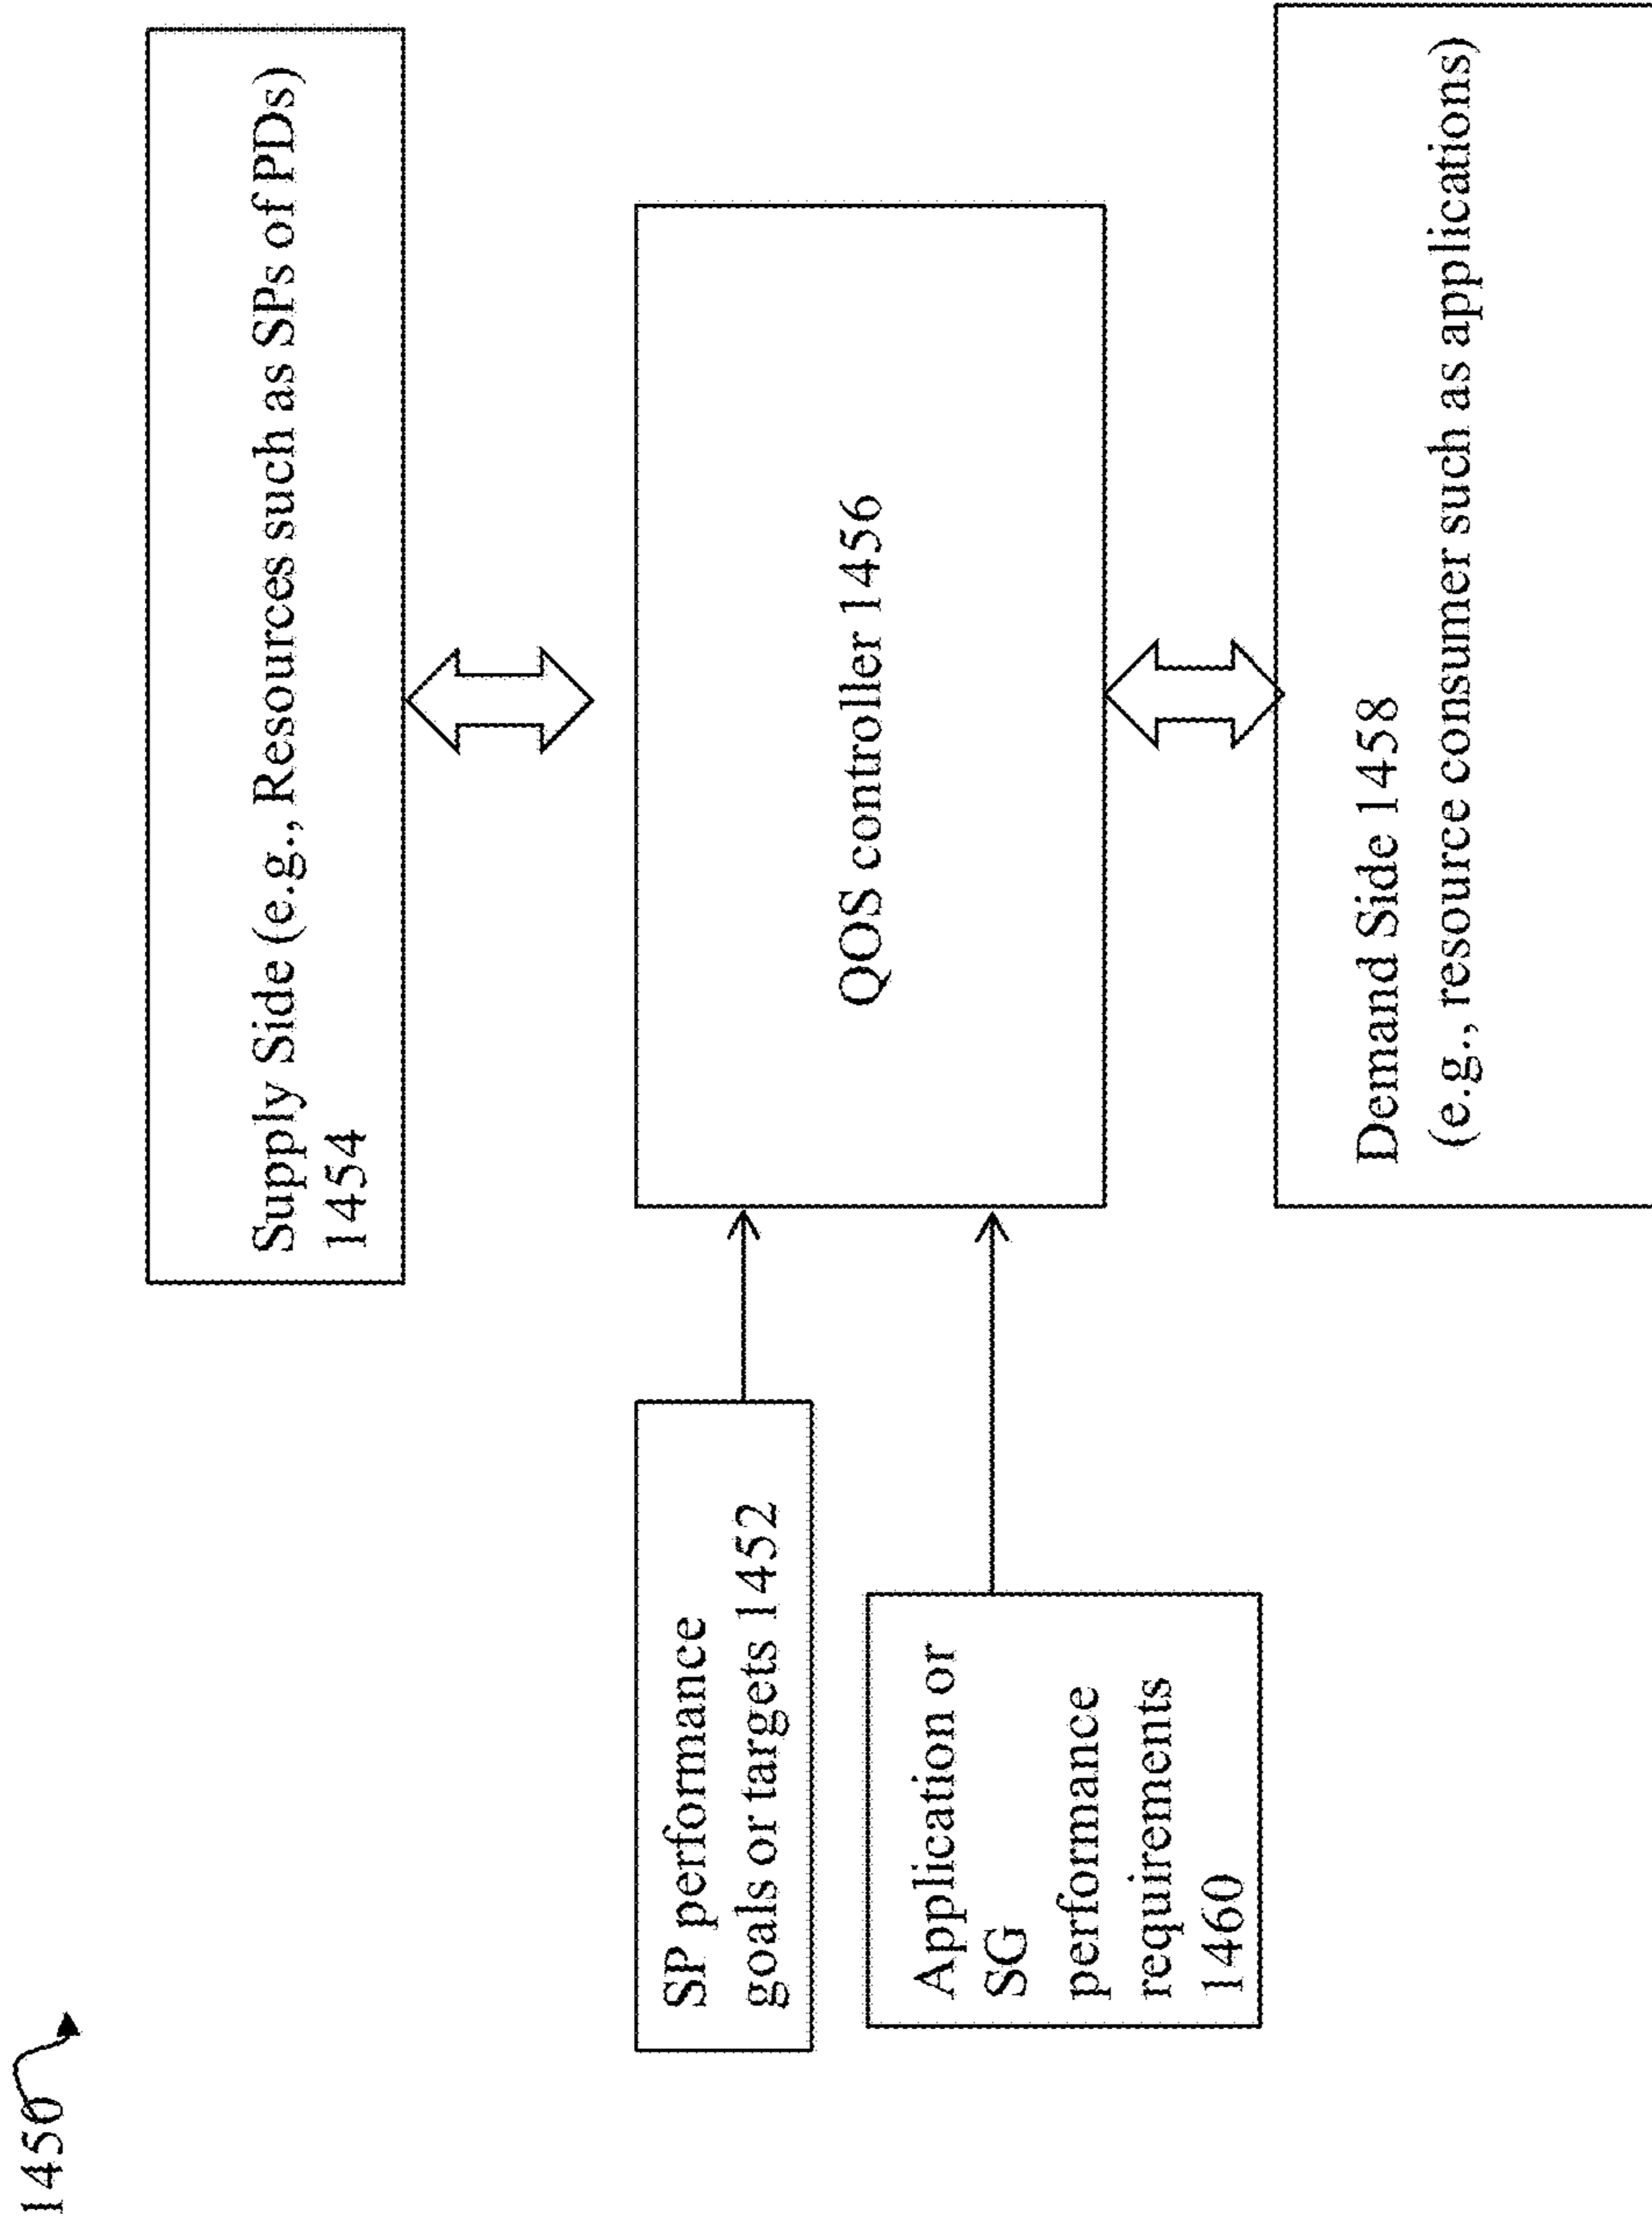 1450
Supply Side (e.g., Resources such as SPs of PDs)
1454
SP performance
goals or targets 1452
QOS controller 1456
Application or
SG
performance
requirements
1460
Demand Side 1458
(e.g., resource consumer such as applications)